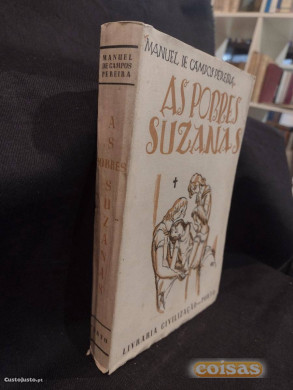 MANUEL
DE CAMPOS
PEREIRA
AS
POBRES
SUZANAS
MANUEL DE CAMPOS PEREIRA
AS POBRES
SUZANAS
LIVRARIA CIVILIZAÇÃO - PORTO
coisas
Custojusto.pt